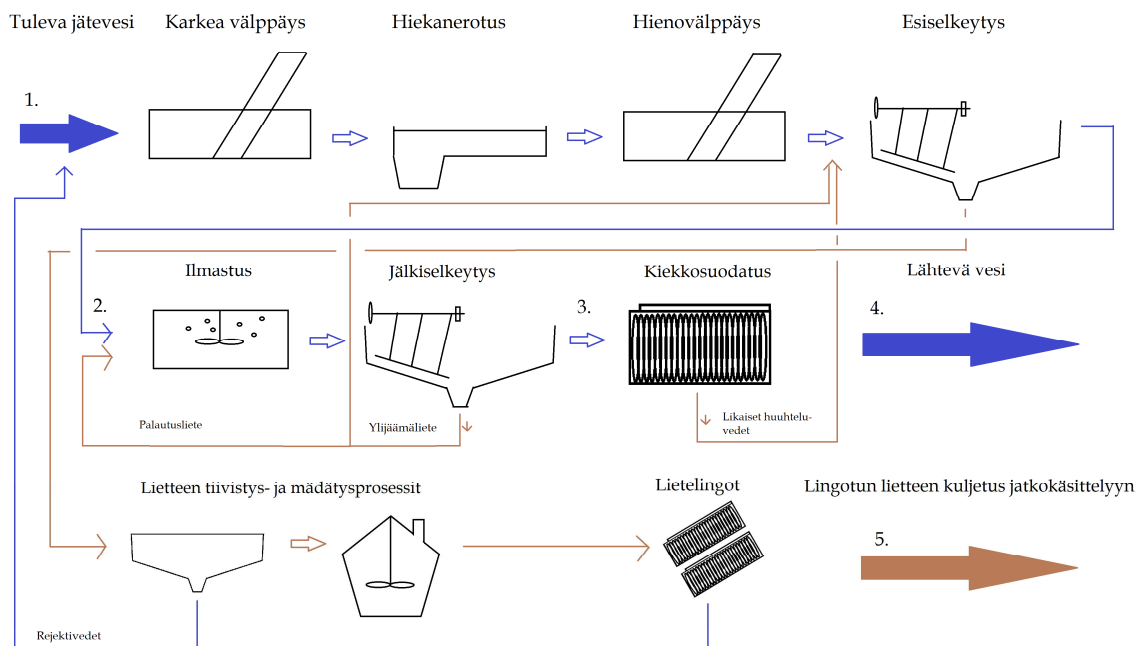 Tuleva jätevesi
Karkea välppäys
Hiekanerotus
Hienovälppäys
Esiselkeytys
1.
Ilmastus
Jälkiselkeytys
Kiekkosuodatus
Lähtevä vesi
2.
3.
4.
Palautusliete
Ylijäämäliete
Likaiset huuhtelu-
vedet
Lietteen tiivistys- ja mädätysprosessit
Lietelingot
Lingotun lietteen kuljetus jatkokäsittelyyn
5.
Rejektivedet